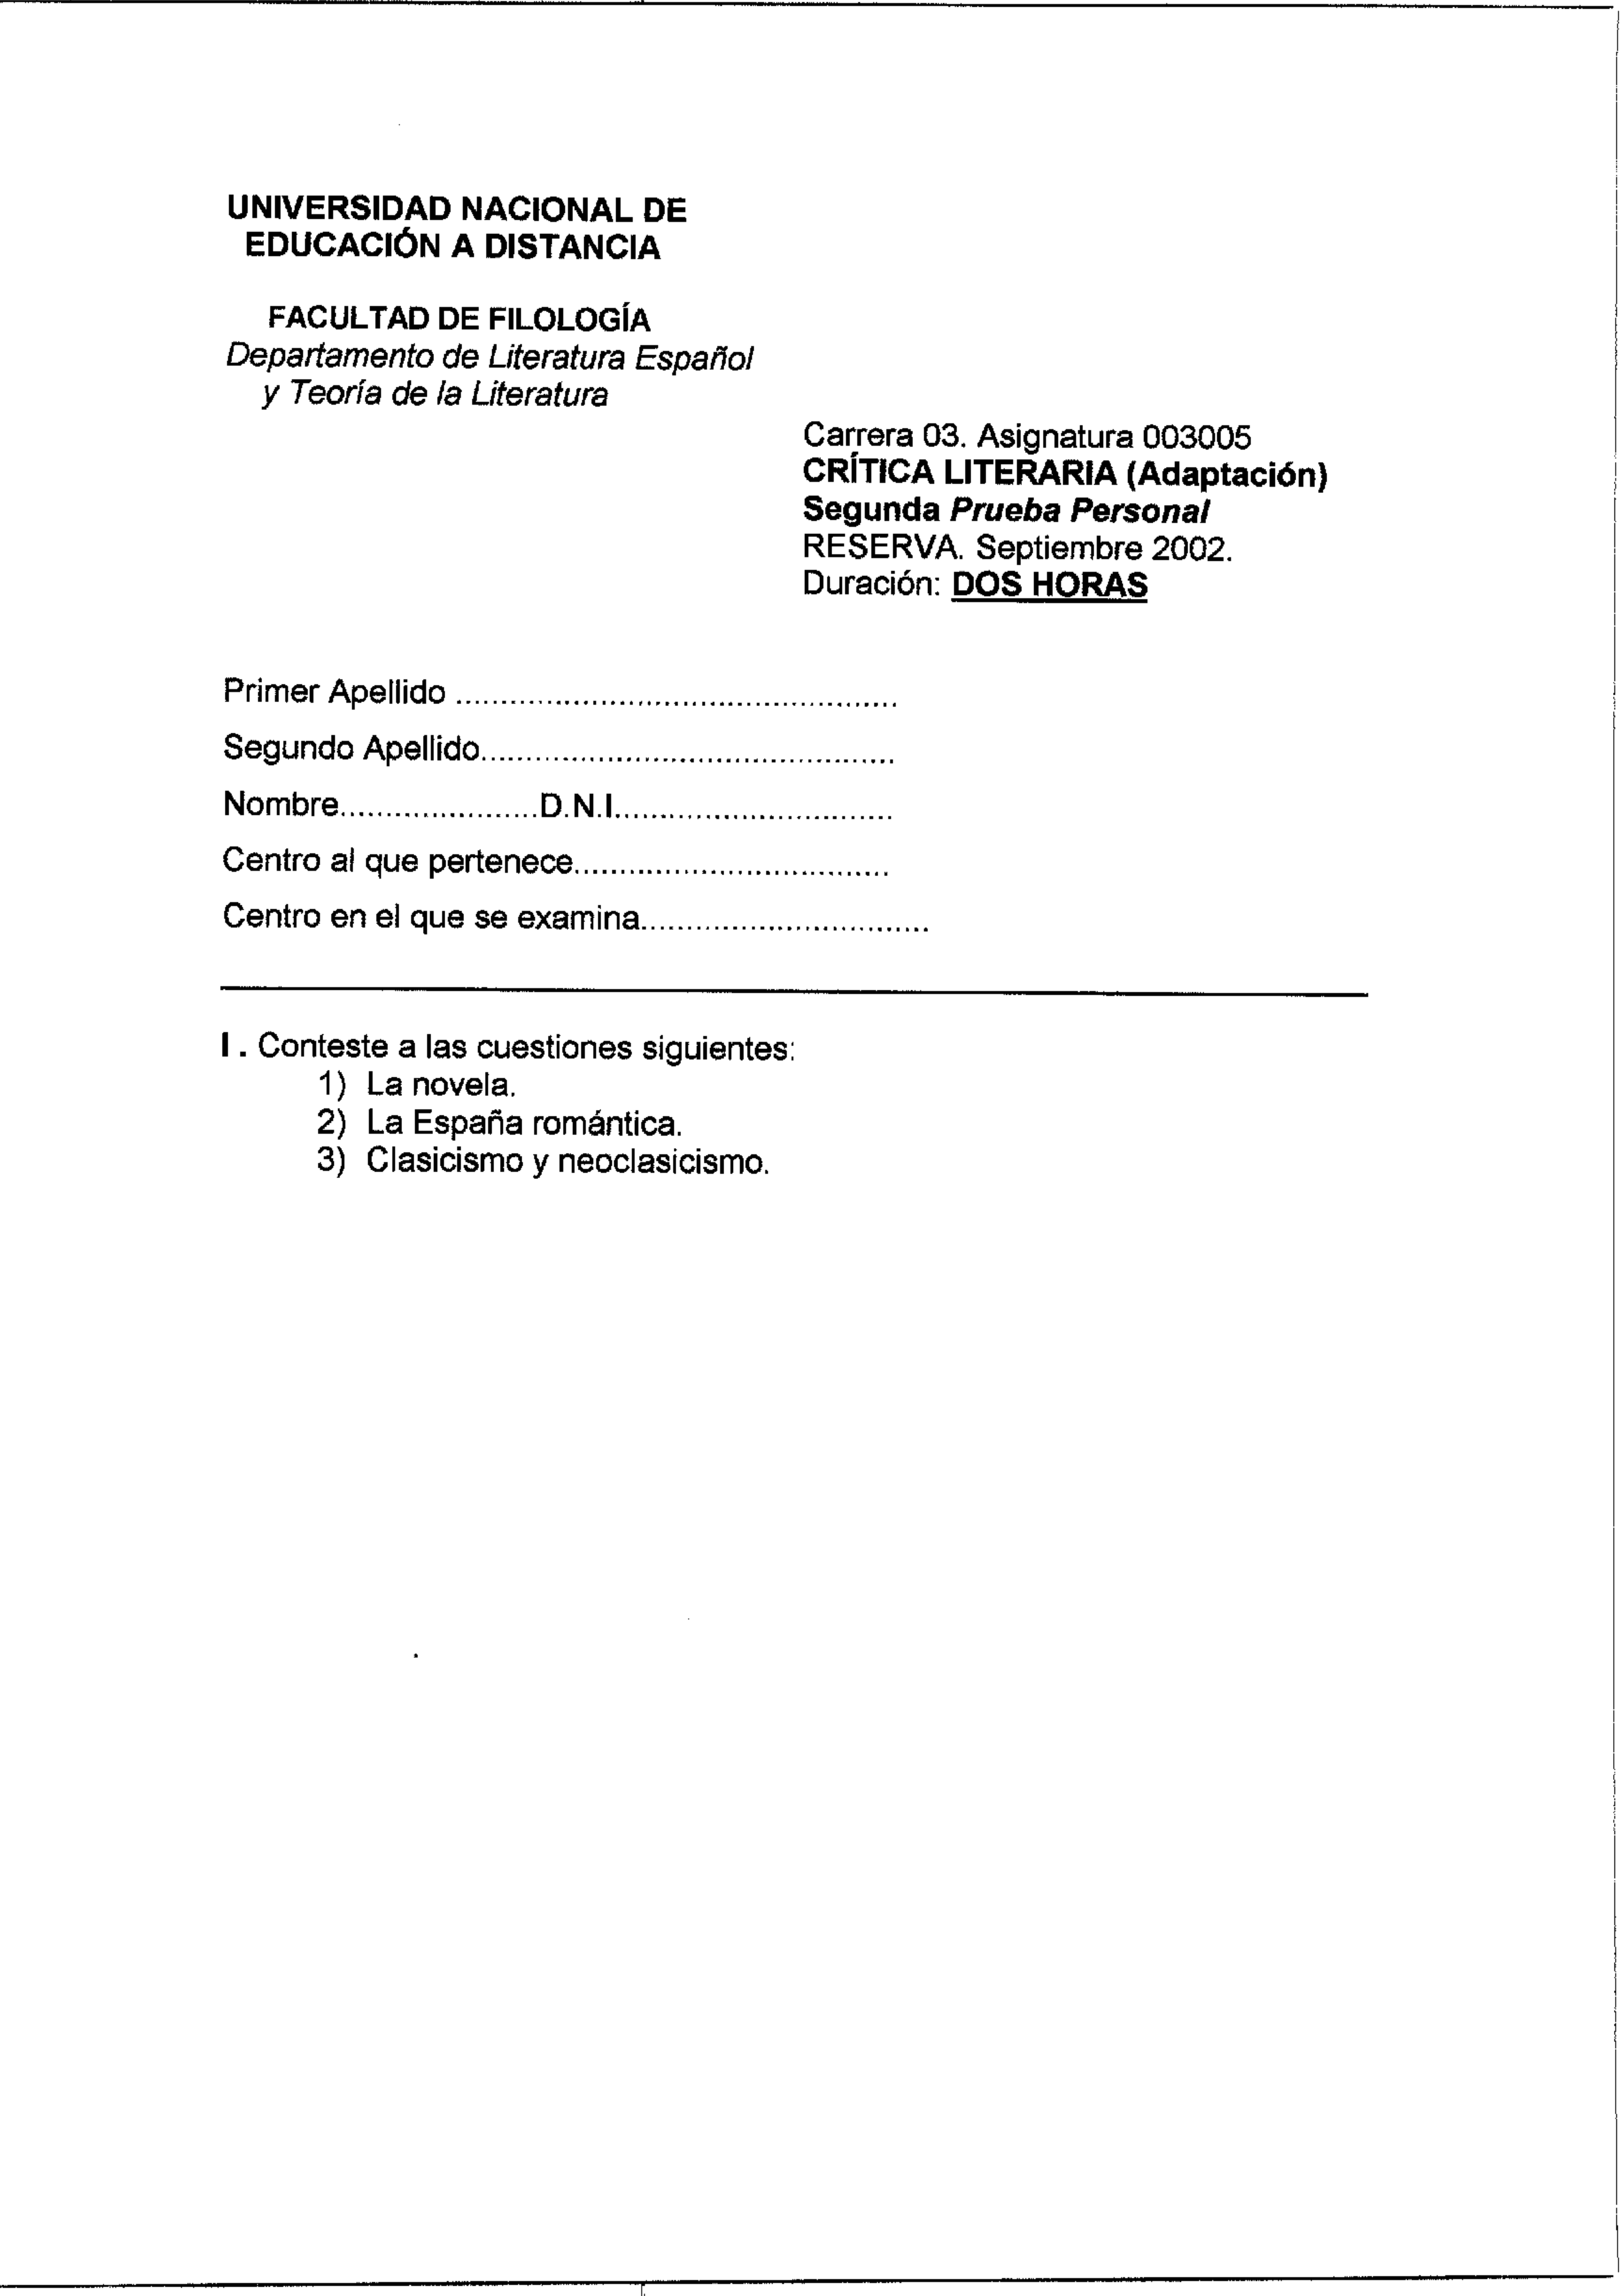 UNIVERSIDAD NACIONAL DE
EDUCACIÓN A DISTANCIA
FACULTAD DE FILOLOGÍA
Departamento de Literatura Español
y Teoría de la Literatura
Carrera 03. Asignatura 003005
CRÍTICA LITERARIA (Adaptación)
Segunda Prueba Personal
RESERVA. Septiembre 2002.
Duración: DOS HORAS
Primer Apellido ................................................
Segundo Apellido.............................................
Nombre......................D.N.I..............................
Centro al que pertenece..................................
Centro en el que se examina...............................
I . Conteste a las cuestiones siguientes:
1) La novela.
2) La España romántica.
3) Clasicismo y neoclasicismo.